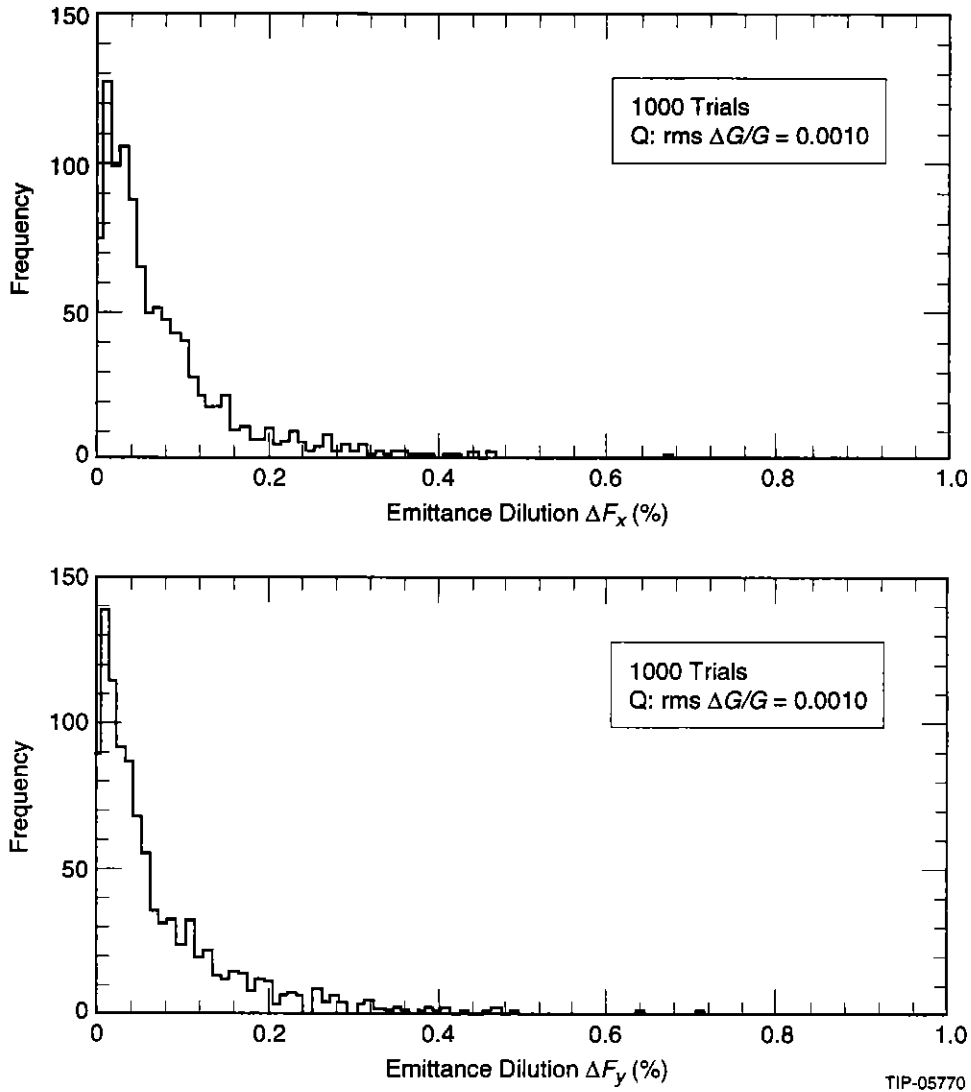 150
100
50
0
Frequency
1000 Trials
Q: rms ΔG/G = 0.0010
0 0.2 0.4 0.6 0.8 1.0
Emittance Dilution ΔFx (%)
150
100
50
0
Frequency
1000 Trials
Q: rms ΔG/G = 0.0010
0 0.2 0.4 0.6 0.8 1.0
Emittance Dilution ΔFy (%)
TIP-05770